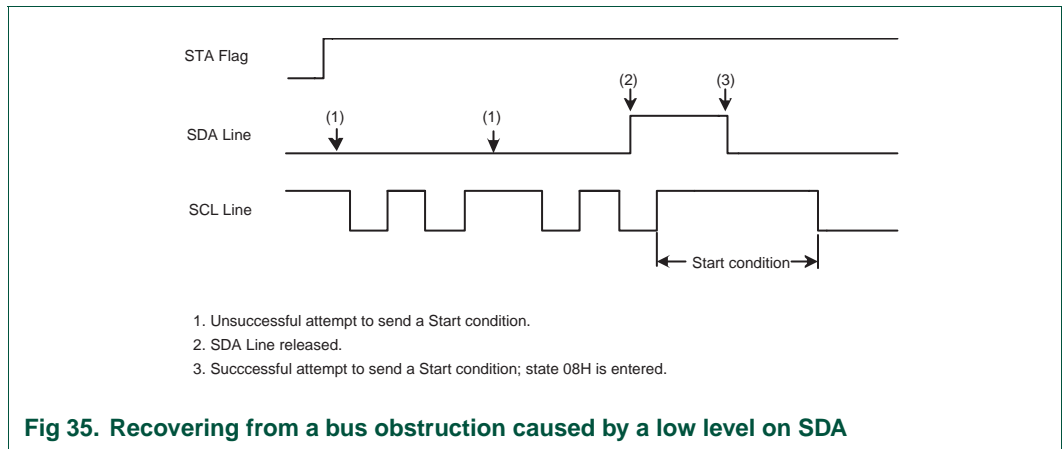 STA Flag
(2) (3)
(1) (1)
SDA Line
SCL Line
Start condition
1. Unsuccessful attempt to send a Start condition.
2. SDA Line released.
3. Succcessful attempt to send a Start condition; state 08H is entered.
Fig 35. Recovering from a bus obstruction caused by a low level on SDA